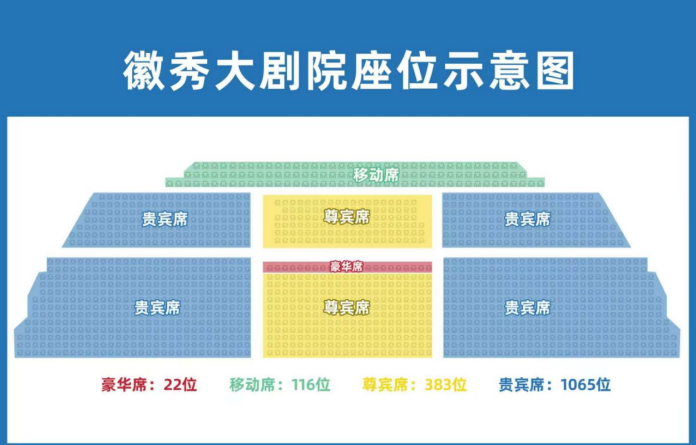 徽秀大剧院座位示意图
移动席
贵宾席
尊宾席
贵宾席
豪华席
贵宾席
尊宾席
贵宾席
豪华席：22位 移动席：116位 尊宾席：383位 贵宾席：1065位